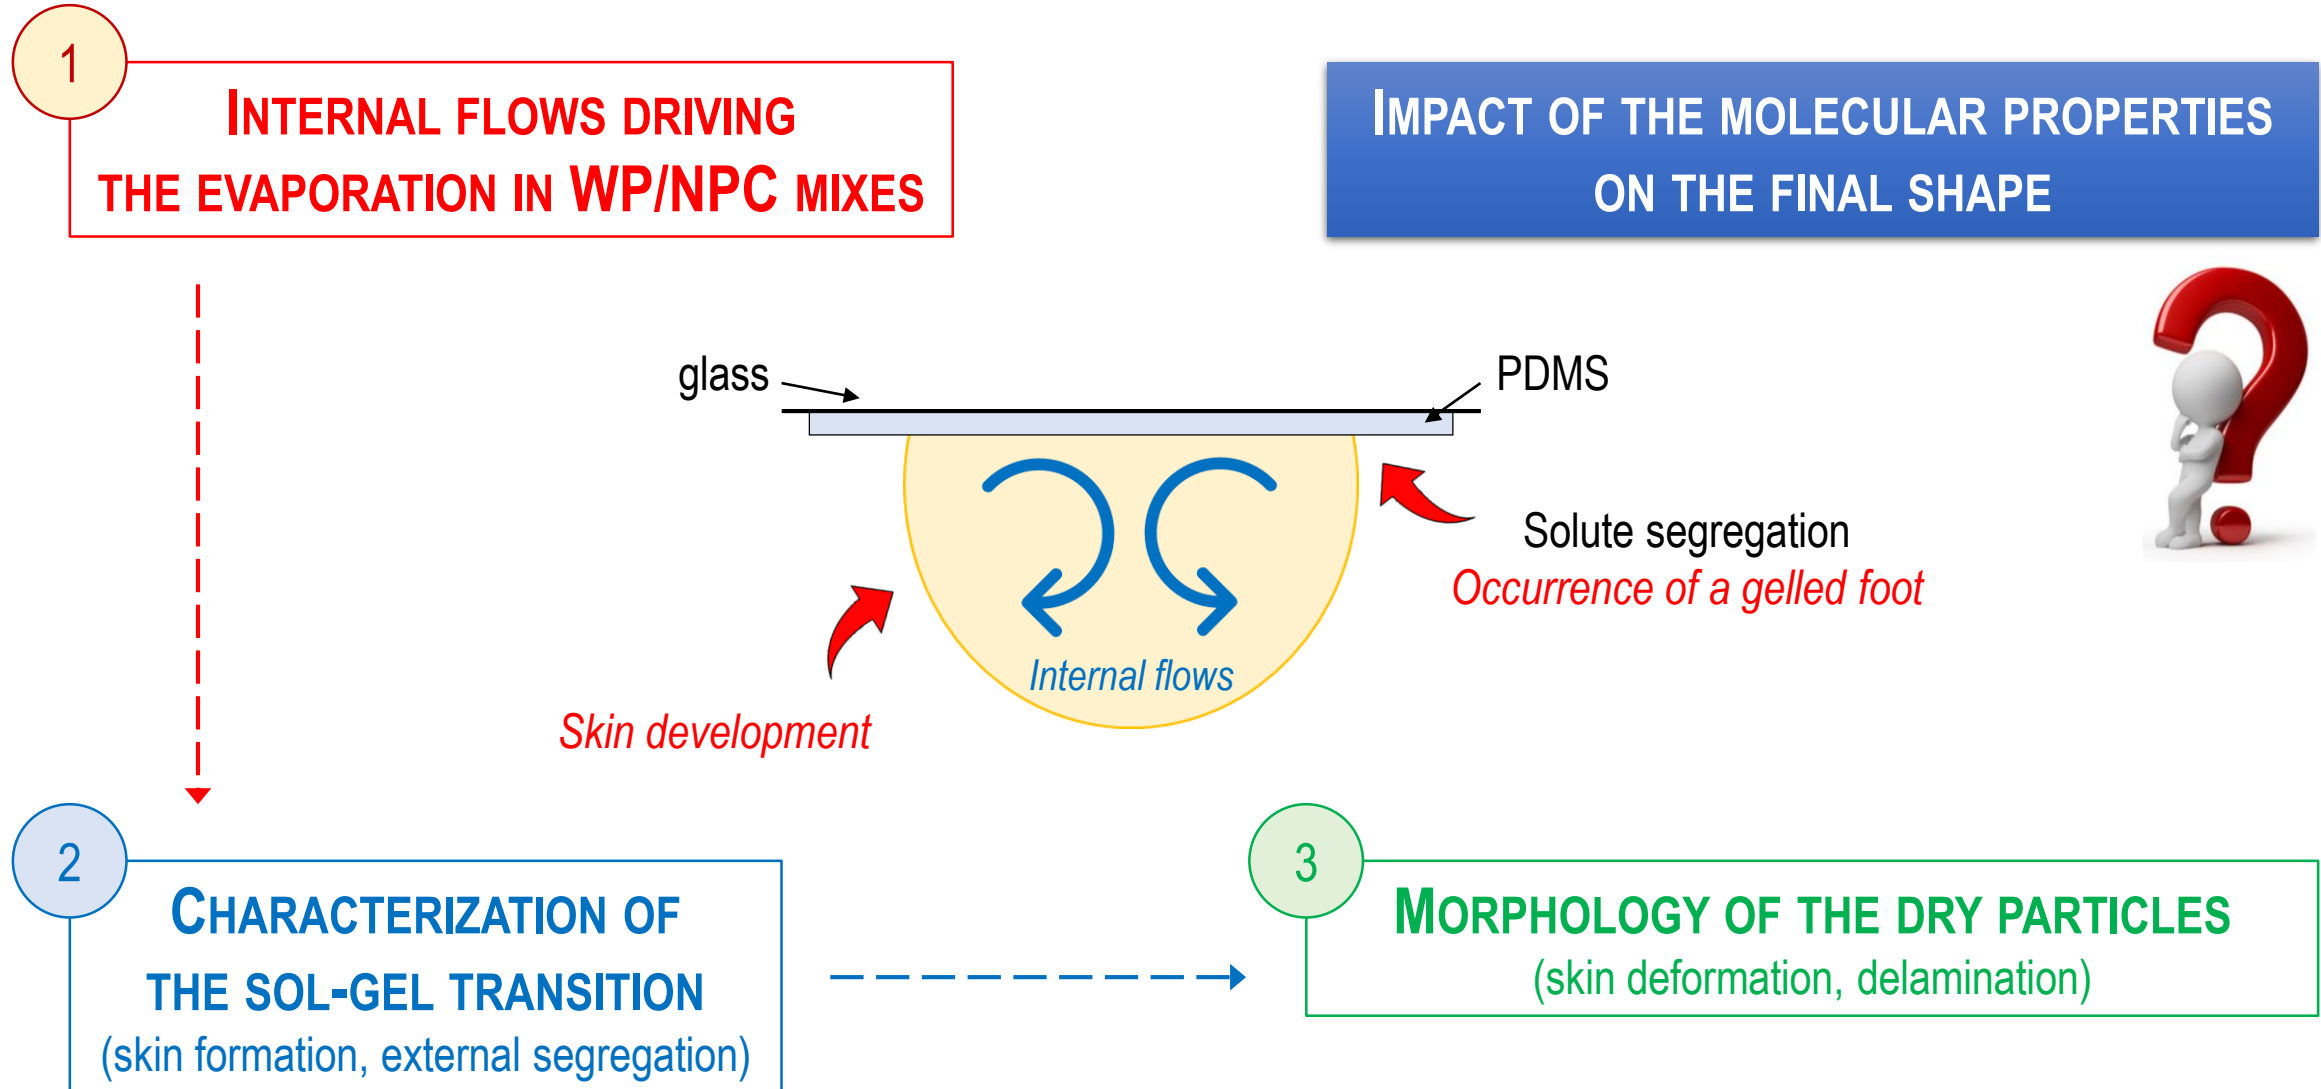 1
INTERNAL FLOWS DRIVING
THE EVAPORATION IN WP/NPC MIXES
IMPACT OF THE MOLECULAR PROPERTIES
ON THE FINAL SHAPE
glass
PDMS
Solute segregation
Occurrence of a gelled foot
Internal flows
Skin development
2
CHARACTERIZATION OF
THE SOL-GEL TRANSITION
(skin formation, external segregation)
3
MORPHOLOGY OF THE DRY PARTICLES
(skin deformation, delamination)